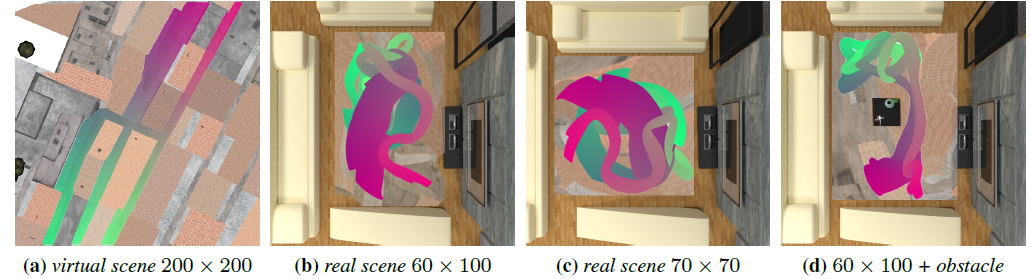 (a) virtual scene 200 × 200
(b) real scene 60 × 100
(c) real scene 70 × 70
(d) 60 × 100 + obstacle